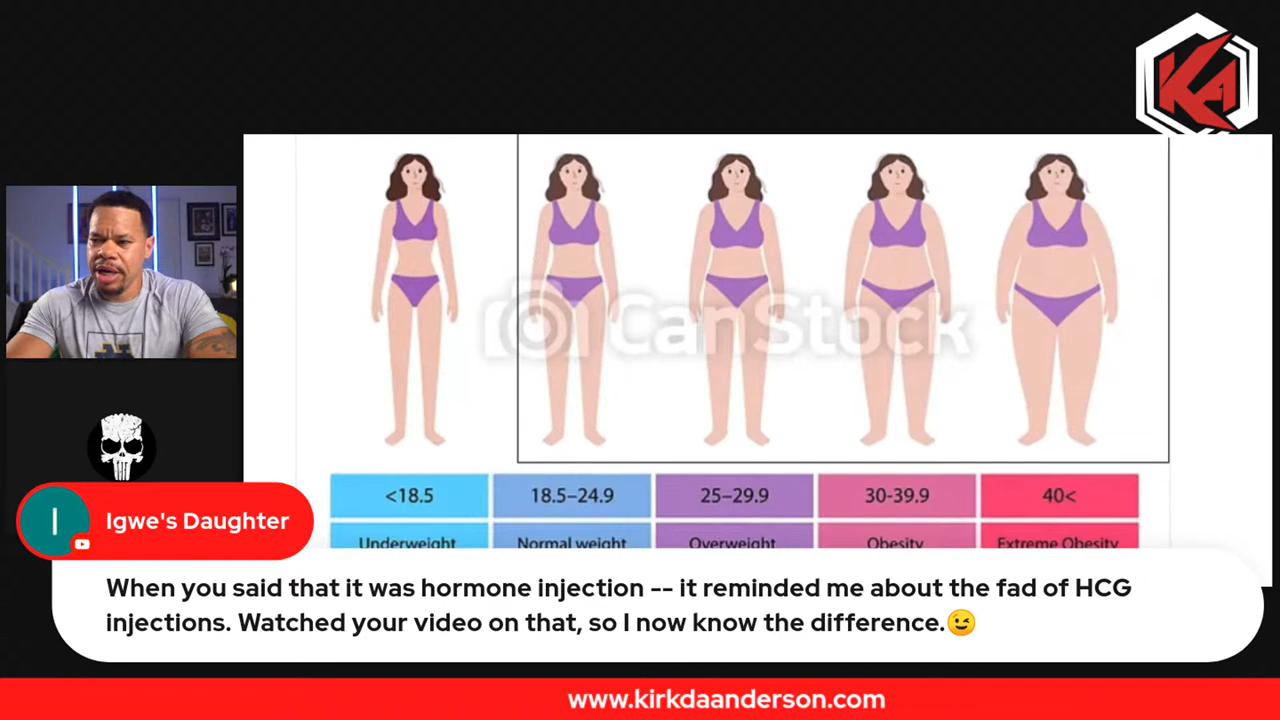 KA
CanStock
<18.5
18.5–24.9
25–29.9
30-39.9
40<
Underweight
Normal weight
Overweight
Obesity
Extreme Obesity
I
Igwe's Daughter
When you said that it was hormone injection -- it reminded me about the fad of HCG
injections. Watched your video on that, so I now know the difference.😉
www.kirkdaanderson.com